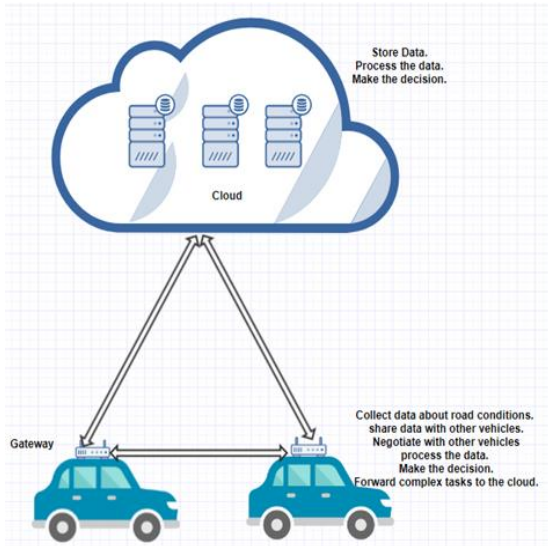 Store Data.
Process the data.
Make the decision.
Cloud
Gateway
Collect data about road conditions.
share data with other vehicles.
Negotiate with other vehicles
process the data.
Make the decision.
Forward complex tasks to the cloud.